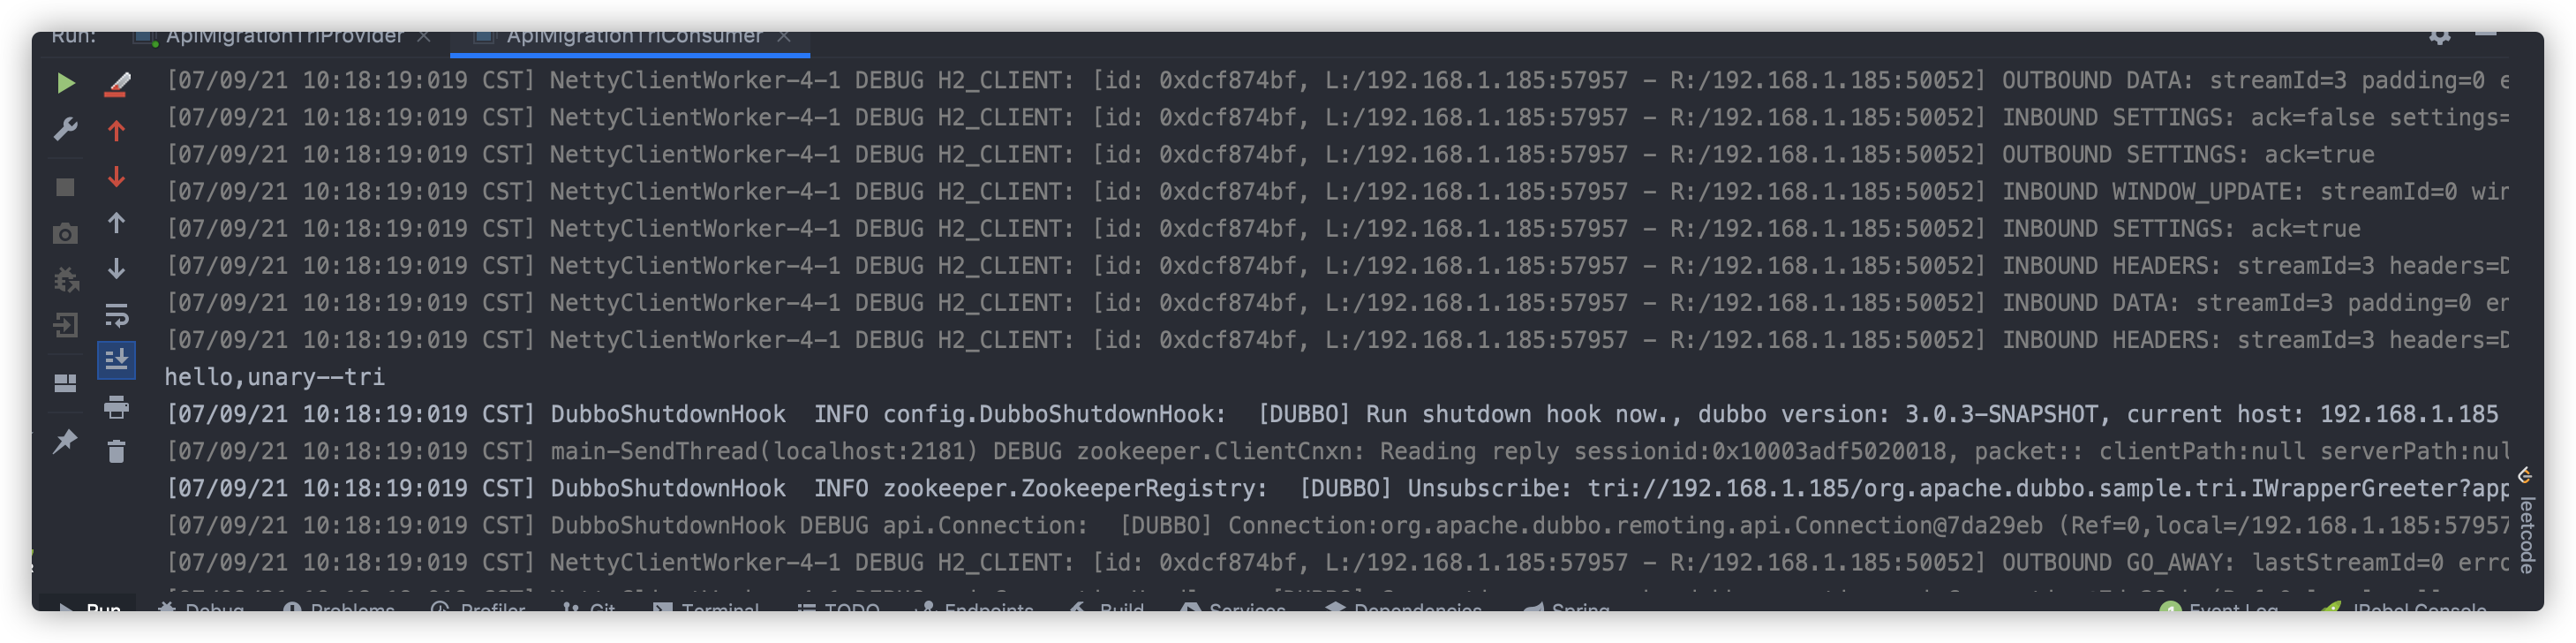 Run: ApiMigrationTriProvider × ApiMigrationTriConsumer ×
[07/09/21 10:18:19:019 CST] NettyClientWorker-4-1 DEBUG H2_CLIENT: [id: 0xdcf874bf, L:/192.168.1.185:57957 - R:/192.168.1.185:50052] OUTBOUND DATA: streamId=3 padding=0 e
[07/09/21 10:18:19:019 CST] NettyClientWorker-4-1 DEBUG H2_CLIENT: [id: 0xdcf874bf, L:/192.168.1.185:57957 - R:/192.168.1.185:50052] INBOUND SETTINGS: ack=false settings=
[07/09/21 10:18:19:019 CST] NettyClientWorker-4-1 DEBUG H2_CLIENT: [id: 0xdcf874bf, L:/192.168.1.185:57957 - R:/192.168.1.185:50052] OUTBOUND SETTINGS: ack=true
[07/09/21 10:18:19:019 CST] NettyClientWorker-4-1 DEBUG H2_CLIENT: [id: 0xdcf874bf, L:/192.168.1.185:57957 - R:/192.168.1.185:50052] INBOUND WINDOW_UPDATE: streamId=0 win
[07/09/21 10:18:19:019 CST] NettyClientWorker-4-1 DEBUG H2_CLIENT: [id: 0xdcf874bf, L:/192.168.1.185:57957 - R:/192.168.1.185:50052] INBOUND SETTINGS: ack=true
[07/09/21 10:18:19:019 CST] NettyClientWorker-4-1 DEBUG H2_CLIENT: [id: 0xdcf874bf, L:/192.168.1.185:57957 - R:/192.168.1.185:50052] INBOUND HEADERS: streamId=3 headers=D
[07/09/21 10:18:19:019 CST] NettyClientWorker-4-1 DEBUG H2_CLIENT: [id: 0xdcf874bf, L:/192.168.1.185:57957 - R:/192.168.1.185:50052] INBOUND DATA: streamId=3 padding=0 en
[07/09/21 10:18:19:019 CST] NettyClientWorker-4-1 DEBUG H2_CLIENT: [id: 0xdcf874bf, L:/192.168.1.185:57957 - R:/192.168.1.185:50052] INBOUND HEADERS: streamId=3 headers=D
hello,unary--tri
[07/09/21 10:18:19:019 CST] DubboShutdownHook  INFO config.DubboShutdownHook:  [DUBBO] Run shutdown hook now., dubbo version: 3.0.3-SNAPSHOT, current host: 192.168.1.185
[07/09/21 10:18:19:019 CST] main-SendThread(localhost:2181) DEBUG zookeeper.ClientCnxn: Reading reply sessionid:0x10003adf5020018, packet:: clientPath:null serverPath:nul
[07/09/21 10:18:19:019 CST] DubboShutdownHook  INFO zookeeper.ZookeeperRegistry:  [DUBBO] Unsubscribe: tri://192.168.1.185/org.apache.dubbo.sample.tri.IWrapperGreeter?app
[07/09/21 10:18:19:019 CST] DubboShutdownHook DEBUG api.Connection:  [DUBBO] Connection:org.apache.dubbo.remoting.api.Connection@7da29eb (Ref=0,local=/192.168.1.185:57957
[07/09/21 10:18:19:019 CST] NettyClientWorker-4-1 DEBUG H2_CLIENT: [id: 0xdcf874bf, L:/192.168.1.185:57957 - R:/192.168.1.185:50052] OUTBOUND GO_AWAY: lastStreamId=0 erro
leetcode
Run Debug Problems Profiler Git Terminal TODO Endpoints Build Services Dependencies Spring Event Log JRebel Console